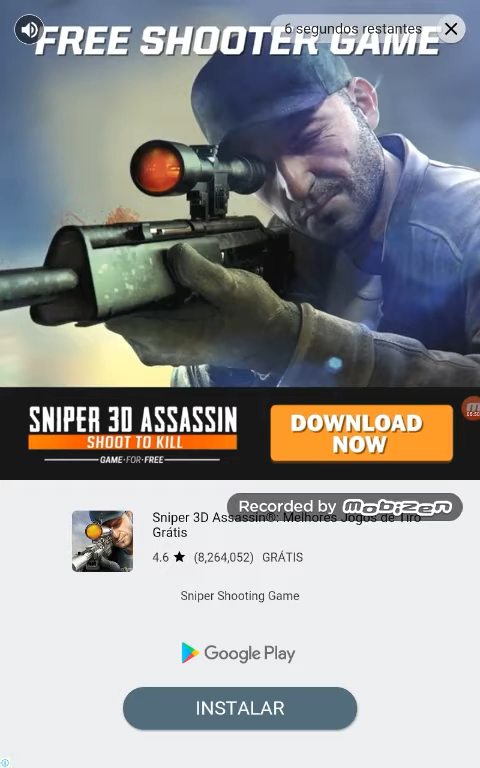 6 segundos restantes
FREE SHOOTER GAME
SNIPER 3D ASSASSIN
SHOOT TO KILL
GAME·FOR·FREE
DOWNLOAD
NOW
Recorded by Mobizen
Sniper 3D Assassin®: Melhores Jogos de Tiro
Grátis
4.6 ★ (8,264,052) GRÁTIS
Sniper Shooting Game
Google Play
INSTALAR